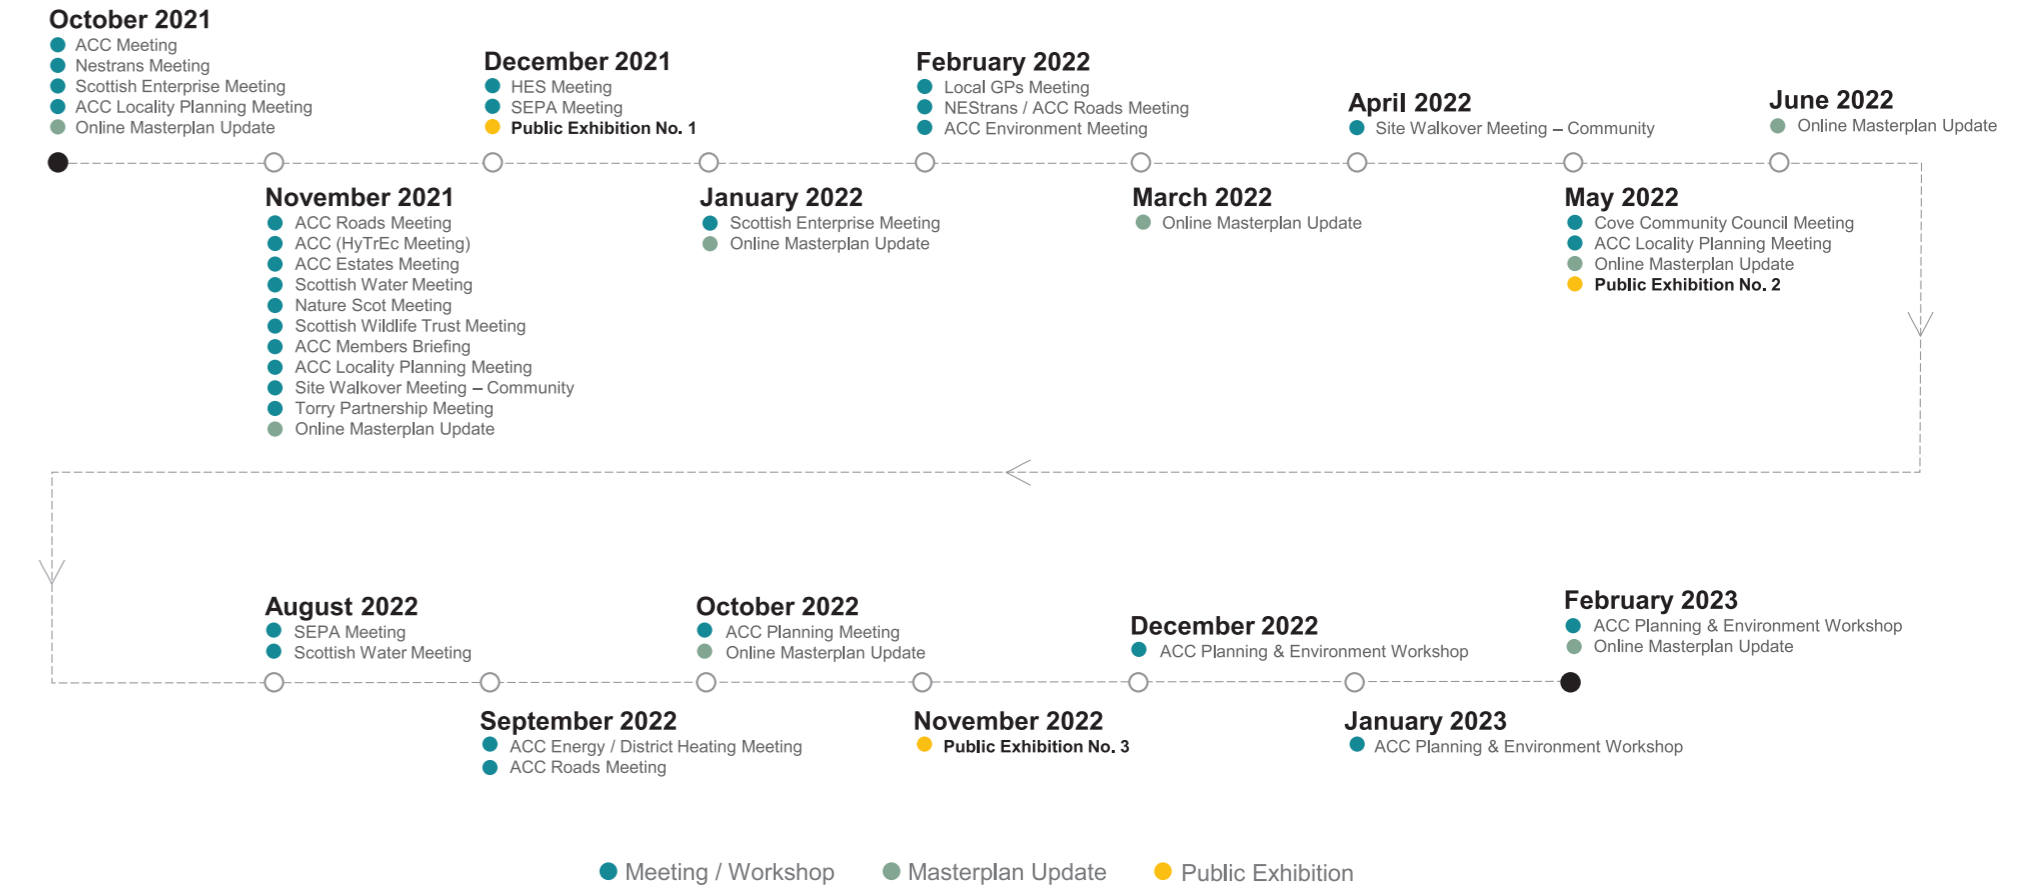 October 2021
ACC Meeting
Nestrans Meeting
Scottish Enterprise Meeting
ACC Locality Planning Meeting
Online Masterplan Update
November 2021
ACC Roads Meeting
ACC (HyTrEc Meeting)
ACC Estates Meeting
Scottish Water Meeting
Nature Scot Meeting
Scottish Wildlife Trust Meeting
ACC Members Briefing
ACC Locality Planning Meeting
Site Walkover Meeting – Community
Torry Partnership Meeting
Online Masterplan Update
December 2021
HES Meeting
SEPA Meeting
Public Exhibition No. 1
January 2022
Scottish Enterprise Meeting
Online Masterplan Update
February 2022
Local GPs Meeting
NEStrans / ACC Roads Meeting
ACC Environment Meeting
March 2022
Online Masterplan Update
April 2022
Site Walkover Meeting – Community
May 2022
Cove Community Council Meeting
ACC Locality Planning Meeting
Online Masterplan Update
Public Exhibition No. 2
June 2022
Online Masterplan Update
August 2022
SEPA Meeting
Scottish Water Meeting
September 2022
ACC Energy / District Heating Meeting
ACC Roads Meeting
October 2022
ACC Planning Meeting
Online Masterplan Update
November 2022
Public Exhibition No. 3
December 2022
ACC Planning & Environment Workshop
January 2023
ACC Planning & Environment Workshop
February 2023
ACC Planning & Environment Workshop
Online Masterplan Update
Meeting / Workshop
Masterplan Update
Public Exhibition